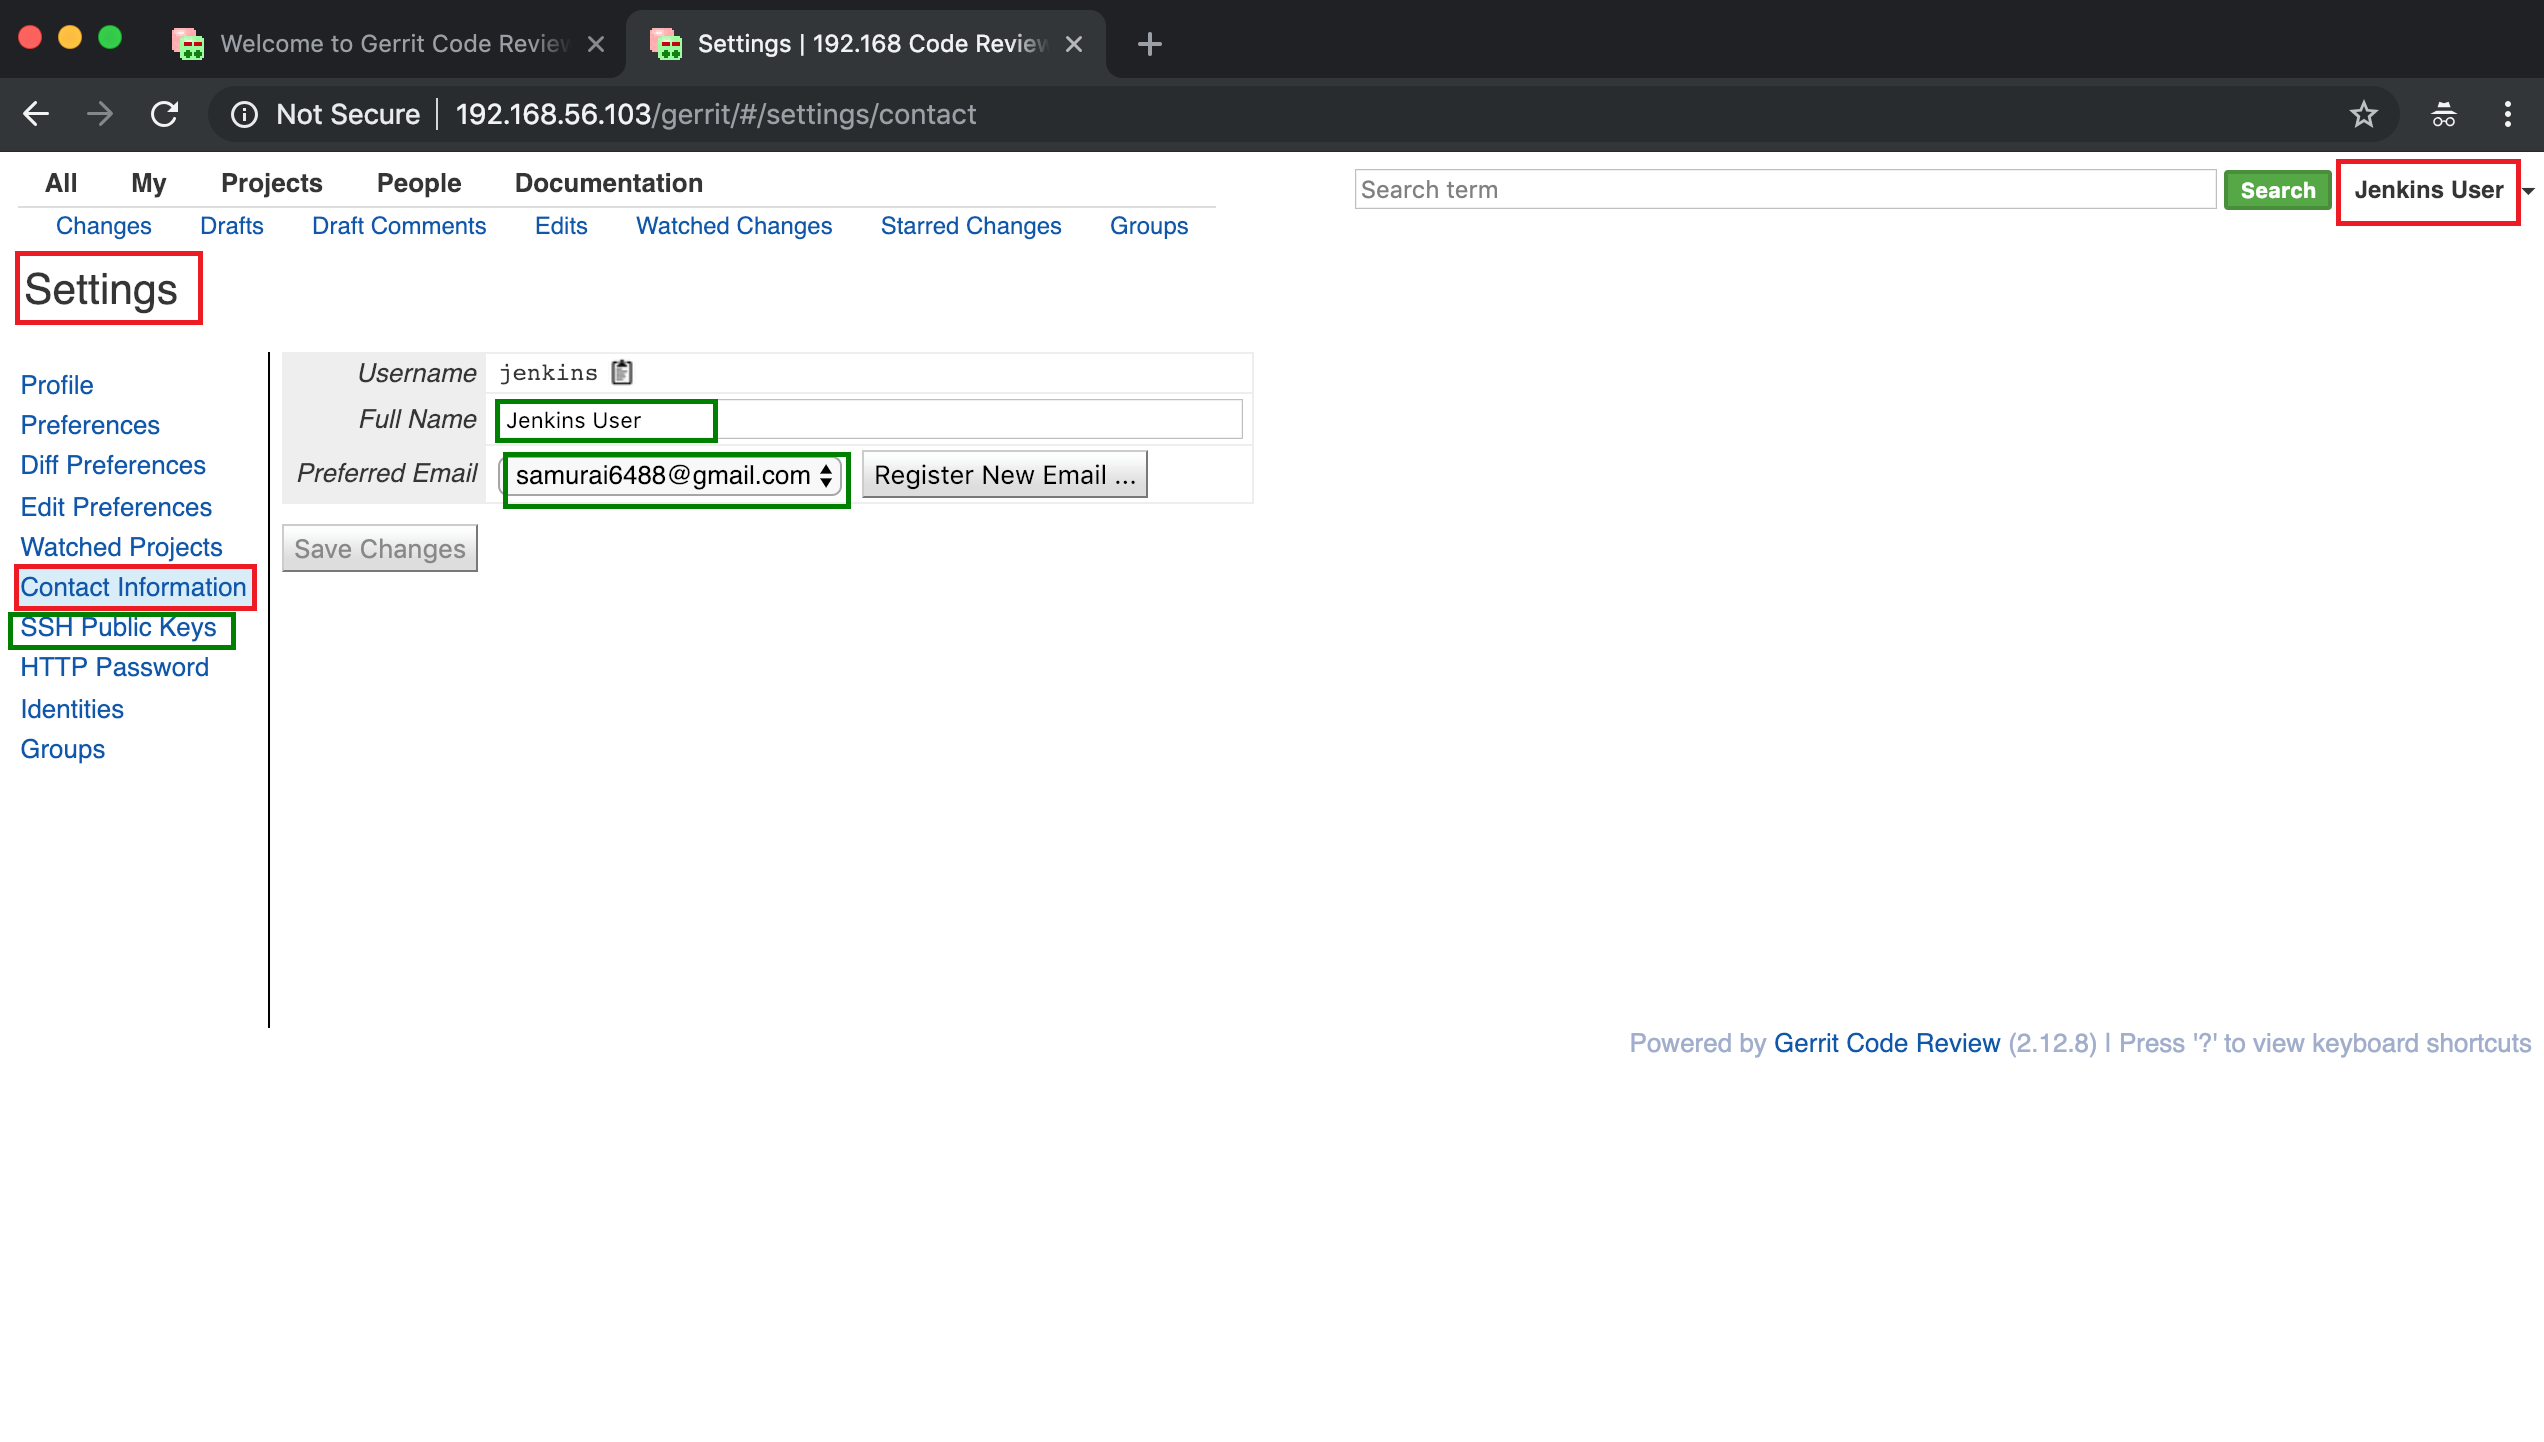 Welcome to Gerrit Code Review
Settings | 192.168 Code Review
Not Secure | 192.168.56.103/gerrit/#/settings/contact
All My Projects People Documentation
Search term Search Jenkins User
Changes Drafts Draft Comments Edits Watched Changes Starred Changes Groups
Settings
Profile
Preferences
Diff Preferences
Edit Preferences
Watched Projects
Contact Information
SSH Public Keys
HTTP Password
Identities
Groups
Username jenkins
Full Name Jenkins User
Preferred Email samurai6488@gmail.com Register New Email ...
Save Changes
Powered by Gerrit Code Review (2.12.8) | Press '?' to view keyboard shortcuts